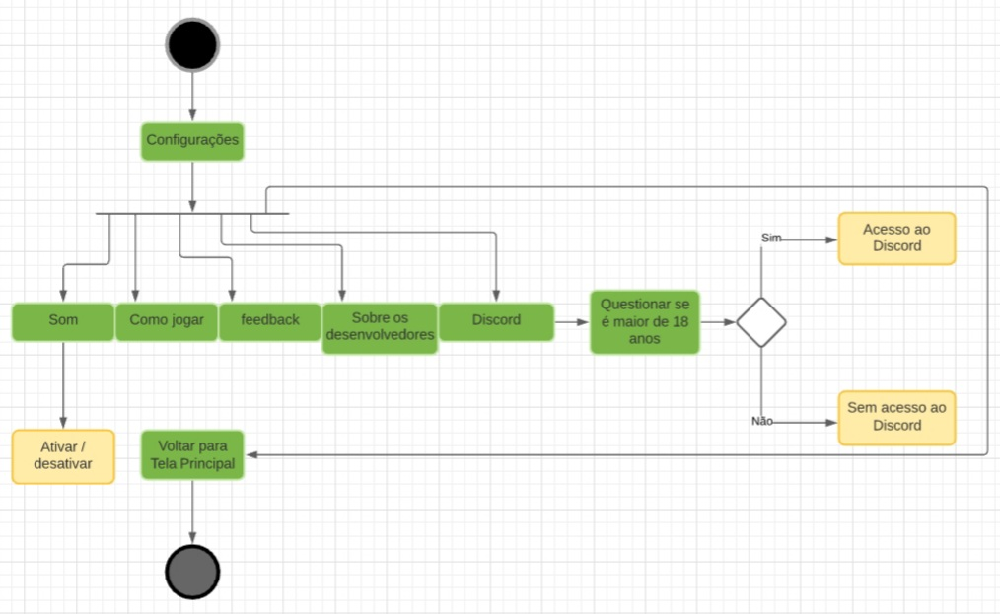 Configurações
Sim
Acesso ao
Discord
Som
Como jogar
feedback
Sobre os
desenvolvedores
Discord
Questionar se
é maior de 18
anos
Não
Sem acesso ao
Discord
Ativar /
desativar
Voltar para
Tela Principal